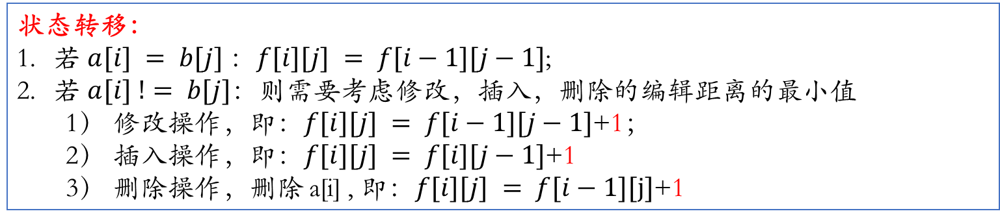 状态转移：
1. 若 a[i] = b[j]：f[i][j] = f[i − 1][j − 1];
2. 若 a[i] != b[j]：则需要考虑修改，插入，删除的编辑距离的最小值
1） 修改操作，即：f[i][j] = f[i − 1][j − 1]+1；
2） 插入操作，即：f[i][j] = f[i][j − 1]+1
3） 删除操作，删除 a[i] , 即：f[i][j] = f[i − 1][j]+1